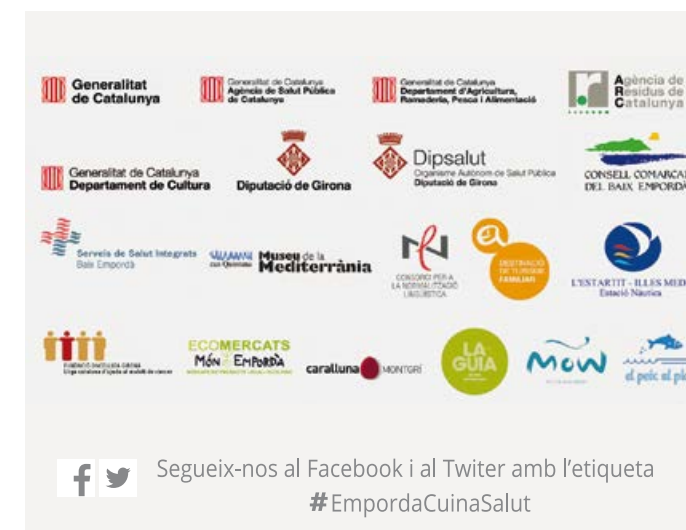 Generalitat
de Catalunya
Generalitat de Catalunya
Agència de Salut Pública
de Catalunya
Generalitat de Catalunya
Departament d'Agricultura,
Ramaderia, Pesca i Alimentació
Agència de
Residus de
Catalunya
Generalitat de Catalunya
Departament de Cultura
Diputació de Girona
Dipsalut
Organisme Autònom de Salut Pública
Diputació de Girona
CONSELL COMARCA
DEL BAIX EMPORDÀ
Serveis de Salut Integrats
Baix Empordà
Museu de la
Mediterrània
CONSORCI PER A
LA NORMALITZACIÓ
LINGÜÍSTICA
DESTINACIÓ
DE TURISME
FAMILIAR
L'ESTARTIT - ILLES MED
Estació Nàutica
ECOMERCATS
MÓN EMPORDÀ
caralluna MONTGRÍ
LA
GUIA
MOW
el peix al pla
Segueix-nos al Facebook i al Twiter amb l'etiqueta
#EmpordaCuinaSalut